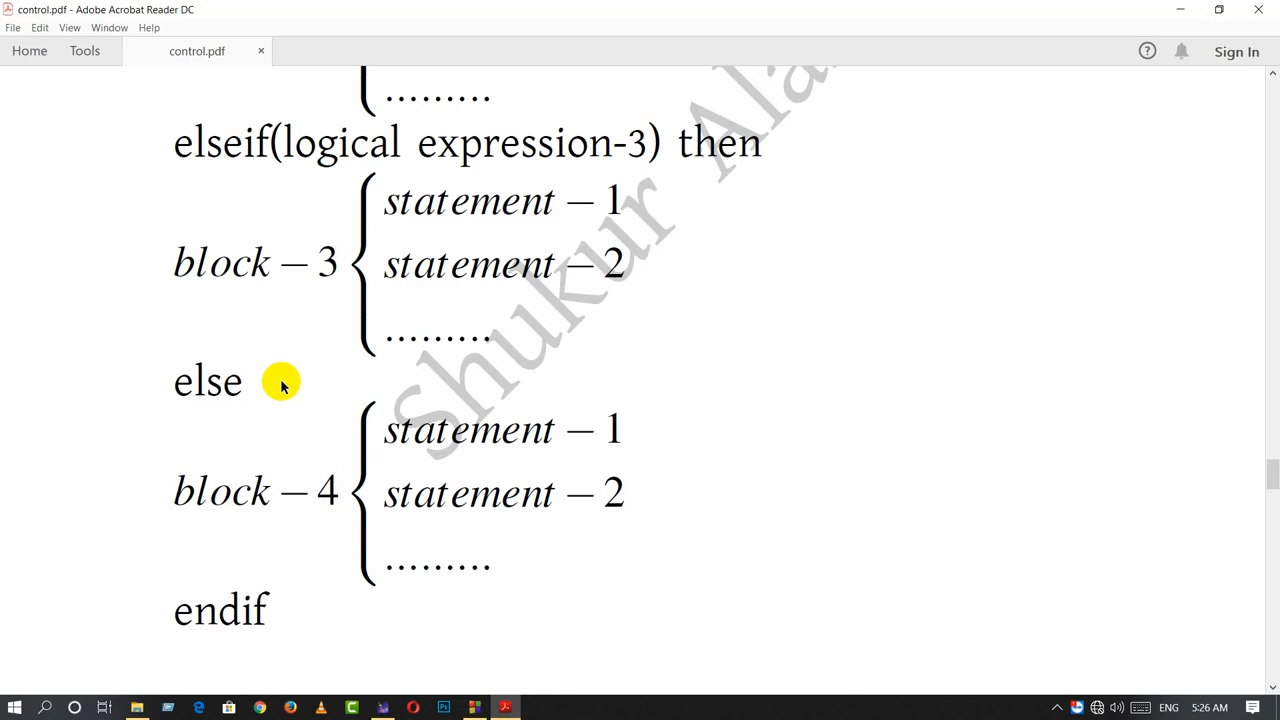 control.pdf - Adobe Acrobat Reader DC
File Edit View Window Help
Home Tools control.pdf × Sign In
.........
elseif(logical expression-3) then
statement − 1
block − 3
statement − 2
.........
else
statement − 1
block − 4
statement − 2
.........
endif
Shukur Ala
ENG 5:26 AM